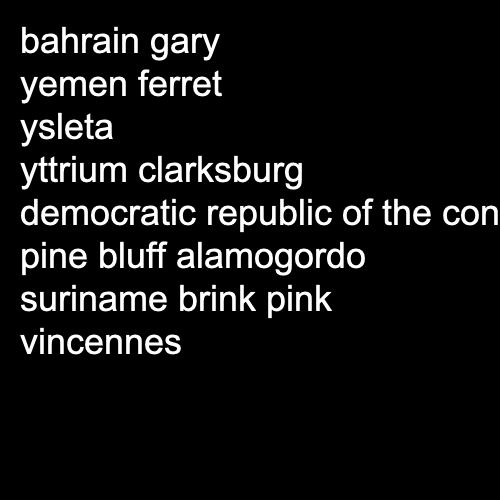 bahrain gary
yemen ferret
ysleta
yttrium clarksburg
democratic republic of the con
pine bluff alamogordo
suriname brink pink
vincennes